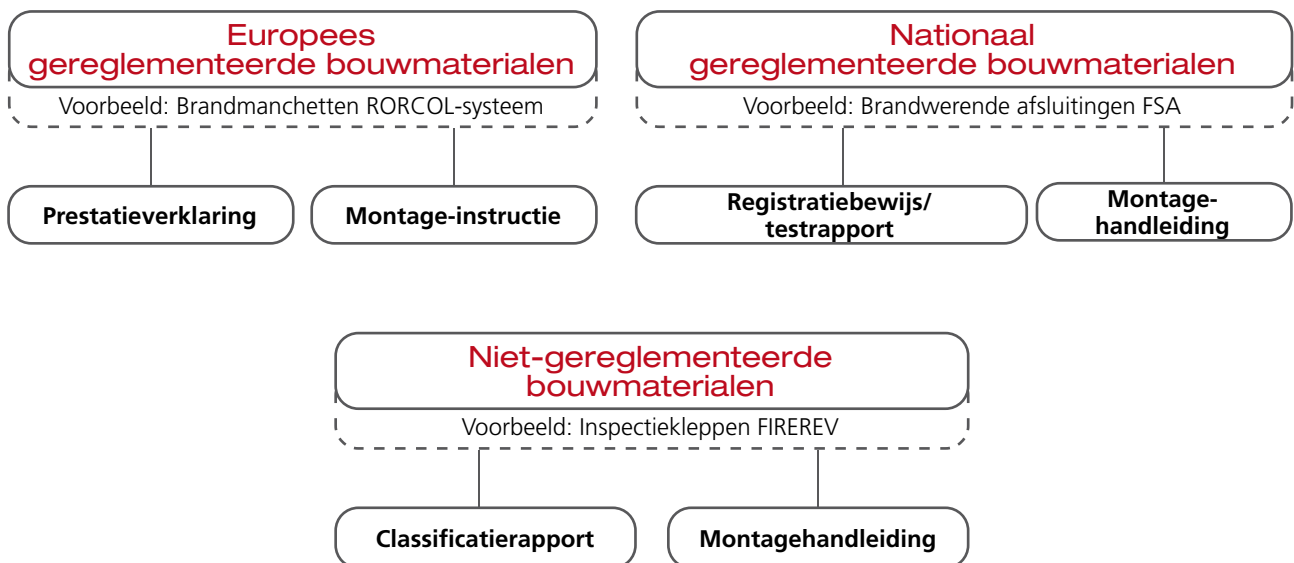 Europees
gereglementeerde bouwmaterialen
Voorbeeld: Brandmanchetten RORCOL-systeem
Prestatieverklaring
Montage-instructie
Nationaal
gereglementeerde bouwmaterialen
Voorbeeld: Brandwerende afsluitingen FSA
Registratiebewijs/
testrapport
Montage-
handleiding
Niet-gereglementeerde
bouwmaterialen
Voorbeeld: Inspectiekleppen FIREREV
Classificatierapport
Montagehandleiding